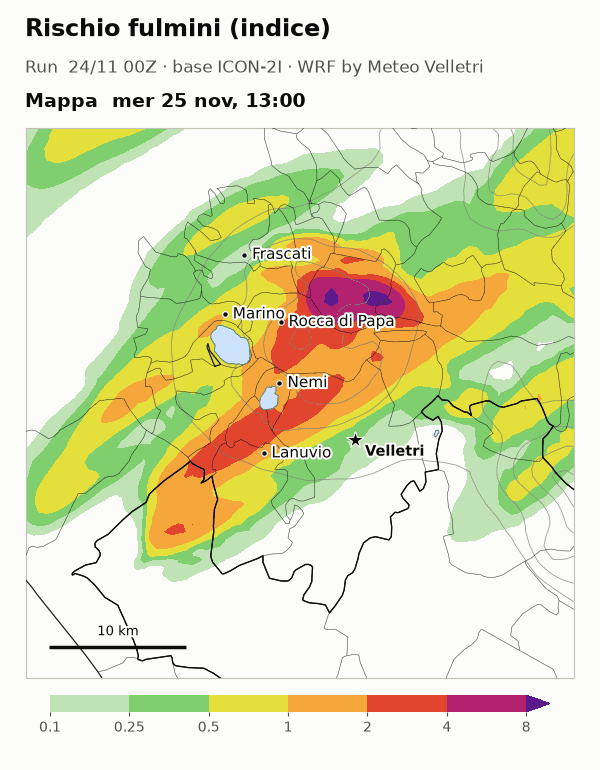 Rischio fulmini (indice)
Run  24/11 00Z · base ICON-2I · WRF by Meteo Velletri
Mappa  mer 25 nov, 13:00
Frascati
Marino
Rocca di Papa
Nemi
Velletri
Lanuvio
10 km
0.1 0.25 0.5 1 2 4 8